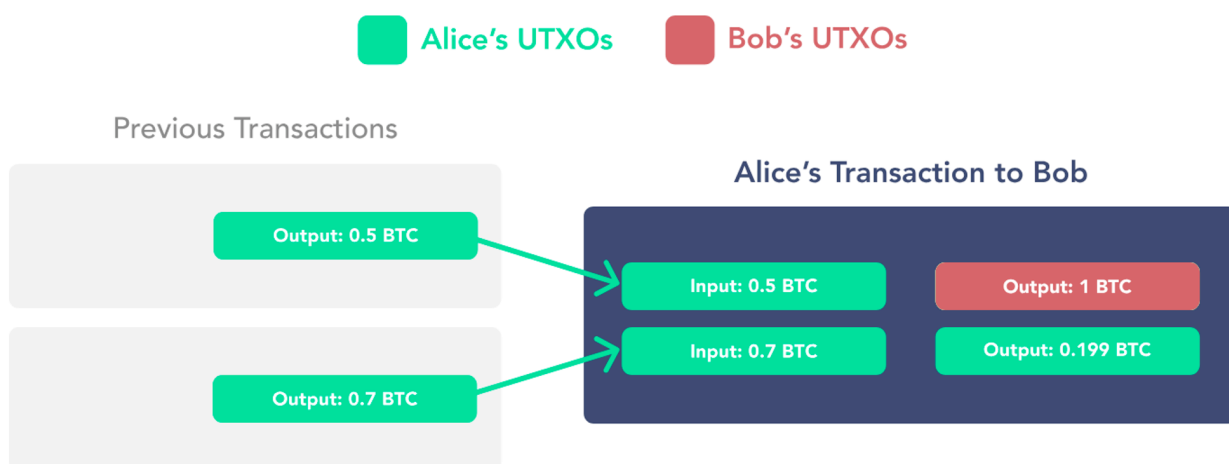 Alice’s UTXOs
Bob’s UTXOs
Previous Transactions
Output: 0.5 BTC
Output: 0.7 BTC
Alice’s Transaction to Bob
Input: 0.5 BTC
Output: 1 BTC
Input: 0.7 BTC
Output: 0.199 BTC